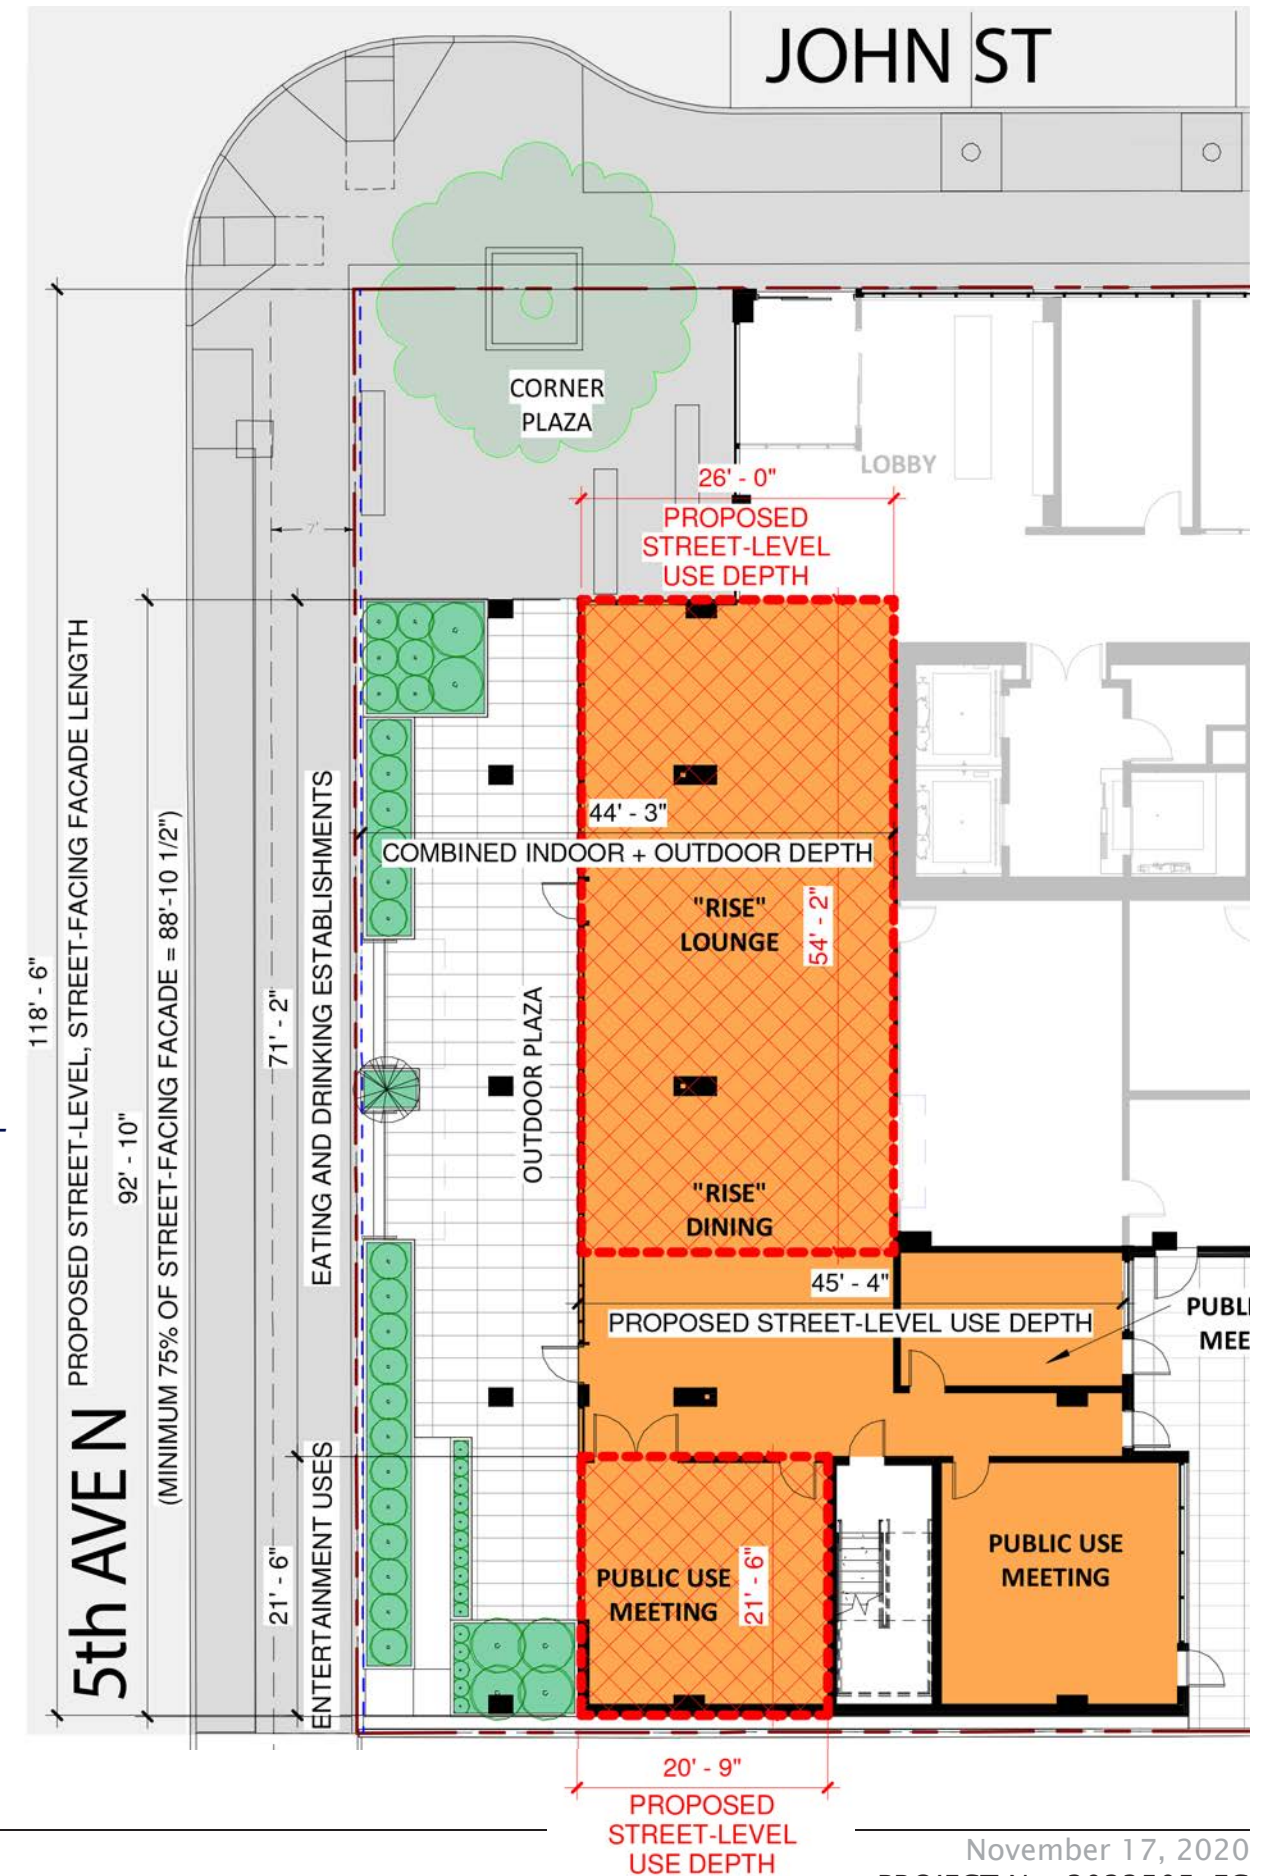 JOHN ST
CORNER
PLAZA
LOBBY
26' - 0"
PROPOSED
STREET-LEVEL
USE DEPTH
7'
44' - 3"
COMBINED INDOOR + OUTDOOR DEPTH
"RISE"
LOUNGE
54' - 2"
OUTDOOR PLAZA
"RISE"
DINING
45' - 4"
PROPOSED STREET-LEVEL USE DEPTH
PUBLI
MEE
PUBLIC USE
MEETING
21' - 6"
PUBLIC USE
MEETING
118' - 6"
PROPOSED STREET-LEVEL, STREET-FACING FACADE LENGTH
92' - 10"
(MINIMUM 75% OF STREET-FACING FACADE = 88'-10 1/2")
71' - 2"
EATING AND DRINKING ESTABLISHMENTS
21' - 6"
ENTERTAINMENT USES
5th AVE N
20' - 9"
PROPOSED
STREET-LEVEL
USE DEPTH
November 17, 2020